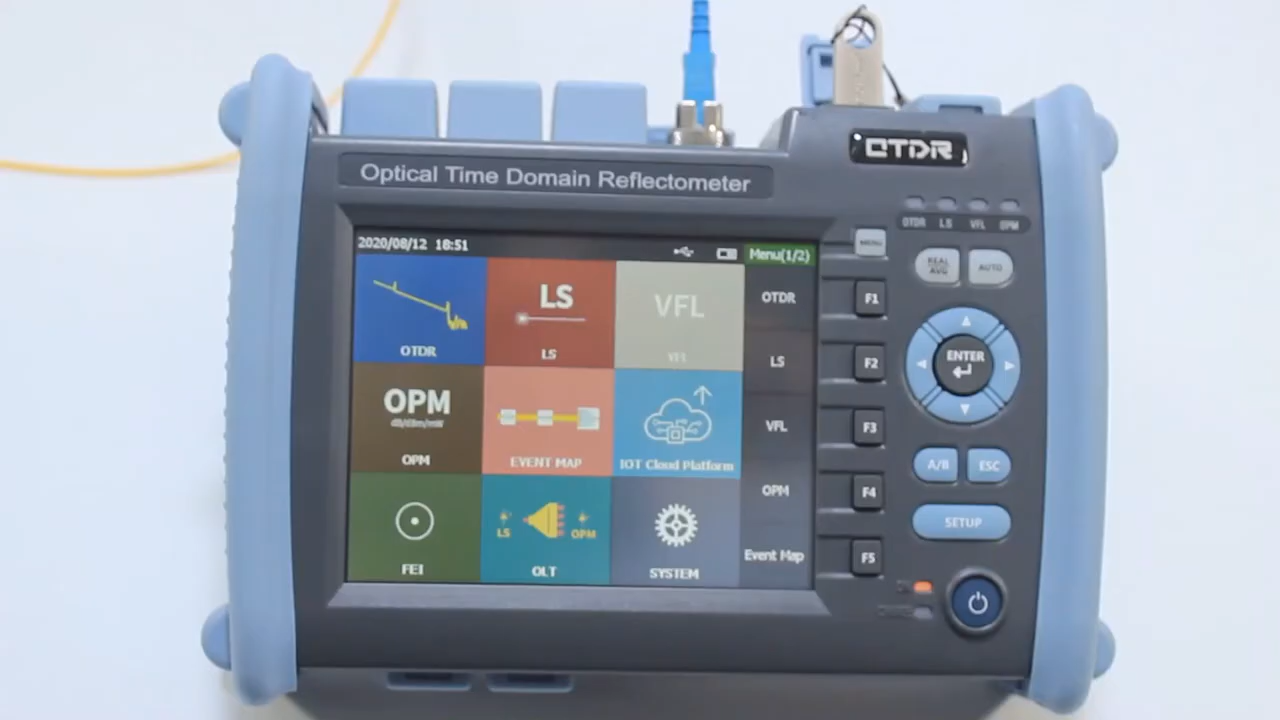 OTDR
Optical Time Domain Reflectometer
OTDR LS VFL OPM
2020/08/12 18:51
Menu(1/2)
MENU
REAL
AVG
AUTO
OTDR
LS
LS
VFL
VFL
OTDR
F1
LS
F2
ENTER
OPM
OPM
EVENT MAP
IOT Cloud Platform
VFL
F3
A/B
ESC
LS
OPM
FEI
OLT
SYSTEM
OPM
F4
SETUP
Event Map
F5